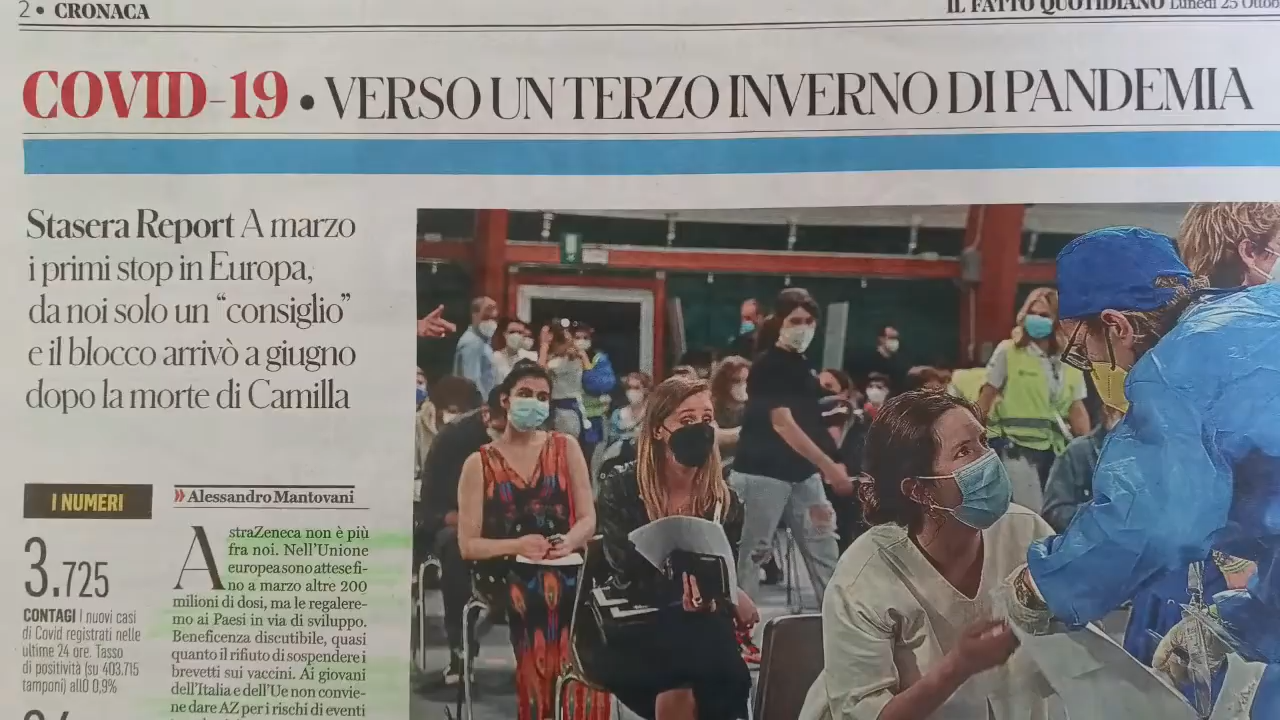 2 • CRONACA
IL FATTO QUOTIDIANO Lunedì 25
COVID-19 • VERSO UN TERZO INVERNO DI PANDEMIA
Stasera Report A marzo
i primi stop in Europa,
da noi solo un “consiglio”
e il blocco arrivò a giugno
dopo la morte di Camilla
I NUMERI
3.725
CONTAGI I nuovi casi
di Covid registrati nelle
ultime 24 ore. Tasso
di positività (su 403.715
tamponi) allo 0,9%
» Alessandro Mantovani
AstraZeneca non è più
fra noi. Nell’Unione
europea sono attese fi-
no a marzo altre 200
milioni di dosi, ma le regalere-
mo ai Paesi in via di sviluppo.
Beneficenza discutibile, quasi
quanto il rifiuto di sospendere i
brevetti sui vaccini. Ai giovani
dell’Italia e dell’Ue non convie-
ne dare AZ per i rischi di eventi